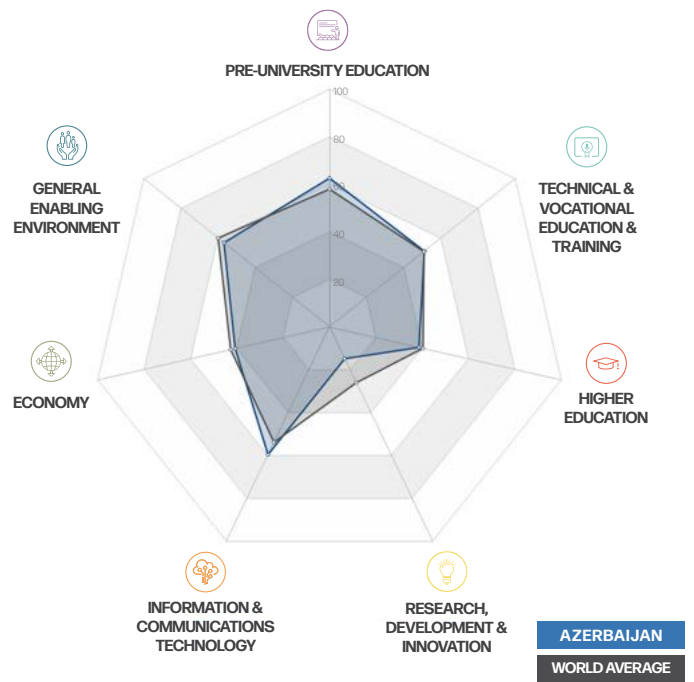 PRE-UNIVERSITY EDUCATION
100
80
60
40
20
GENERAL
ENABLING
ENVIRONMENT
TECHNICAL &
VOCATIONAL
EDUCATION &
TRAINING
ECONOMY
HIGHER
EDUCATION
INFORMATION &
COMMUNICATIONS
TECHNOLOGY
RESEARCH,
DEVELOPMENT &
INNOVATION
AZERBAIJAN
WORLD AVERAGE